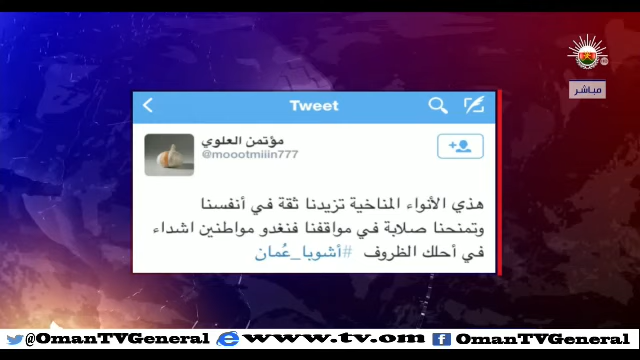 مباشر
Tweet
مؤتمن العلوي
@moootmiiin777
هذي الأنواء المناخية تزيدنا ثقة في أنفسنا
وتمنحنا صلابة في مواقفنا فنغدو مواطنين اشداء
في أحلك الظروف #أشوبا_عُمان
@OmanTVGeneral www.tv.om OmanTVGeneral